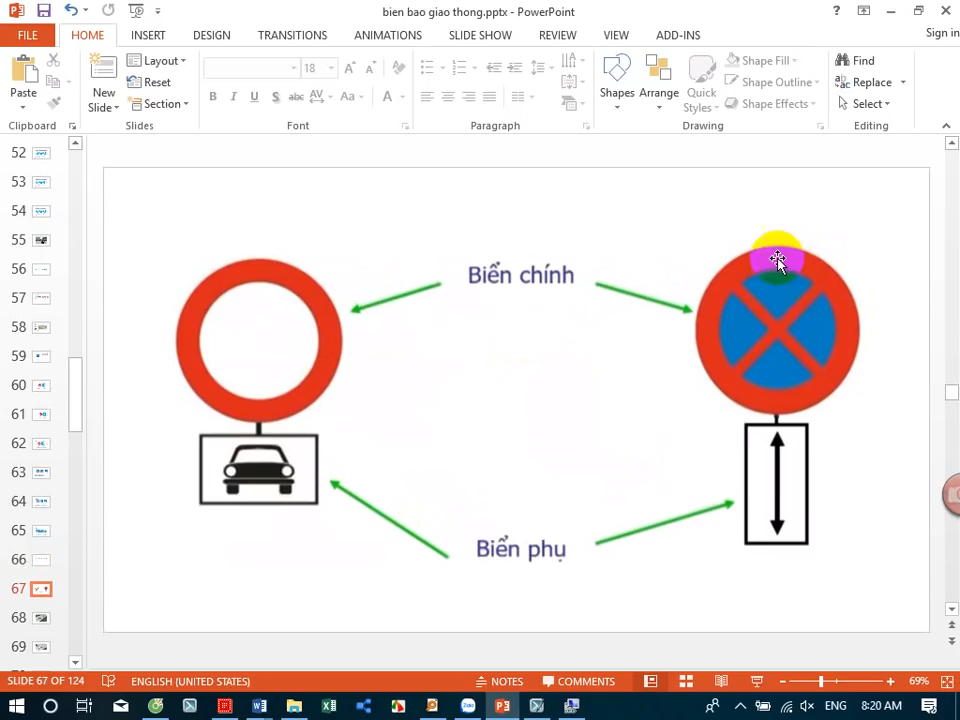 bien bao giao thong.pptx - PowerPoint
FILE
HOME
INSERT
DESIGN
TRANSITIONS
ANIMATIONS
SLIDE SHOW
REVIEW
VIEW
ADD-INS
Sign in
Paste
New
Slide
Layout
Reset
Section
18
Shapes
Arrange
Quick
Styles
Shape Fill
Shape Outline
Shape Effects
Find
Replace
Select
Clipboard
Slides
Font
Paragraph
Drawing
Editing
52
53
54
55
56
57
58
59
60
61
62
63
64
65
66
67
68
69
Biển chính
Biển phụ
SLIDE 67 OF 124
ENGLISH (UNITED STATES)
NOTES
COMMENTS
69%
ENG
8:20 AM